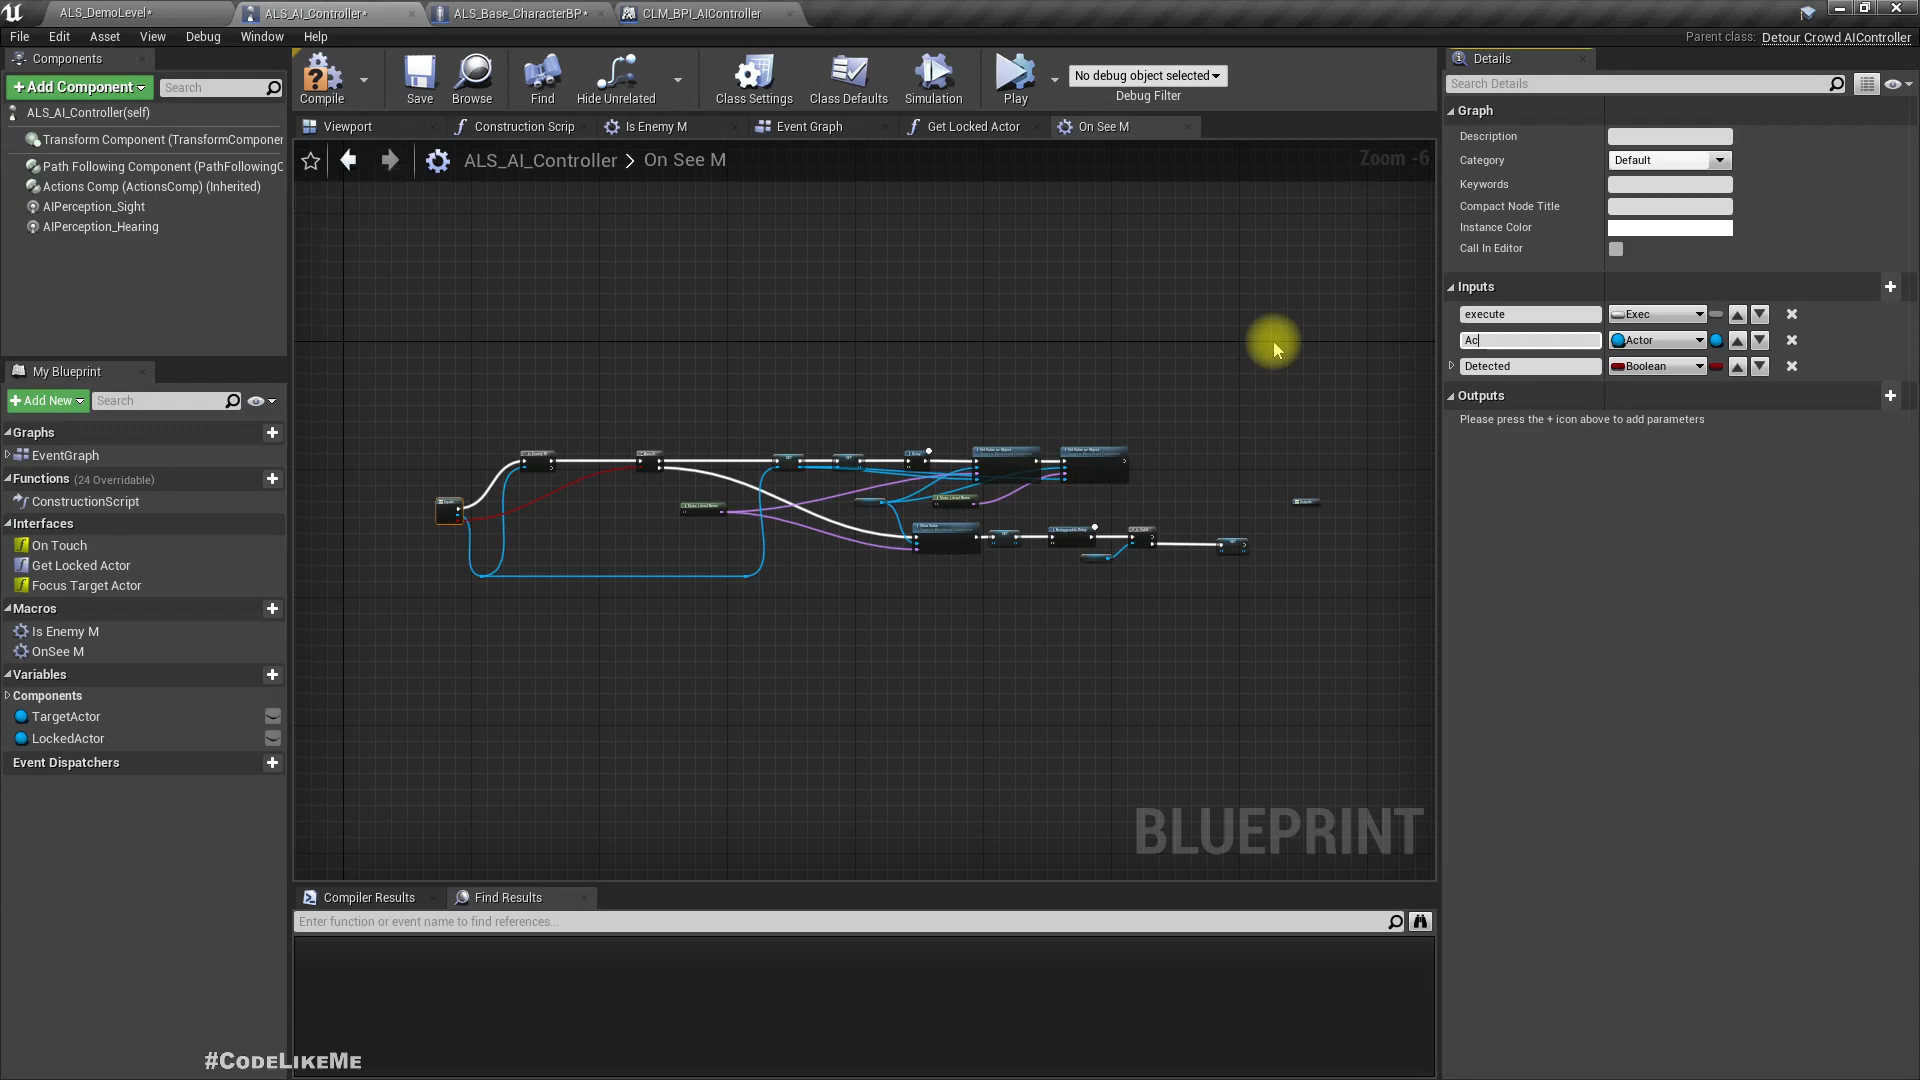 ALS_DemoLevel*
ALS_AI_Controller*
ALS_Base_CharacterBP*
CLM_BPI_AIController
File Edit Asset View Debug Window Help
Parent class: Detour Crowd AIController
Components
+Add Component
Search
ALS_AI_Controller(self)
Transform Component (TransformComponer
Path Following Component (PathFollowingC
Actions Comp (ActionsComp) (Inherited)
AIPerception_Sight
AIPerception_Hearing
Compile
Save
Browse
Find
Hide Unrelated
Class Settings
Class Defaults
Simulation
Play
No debug object selected
Debug Filter
Viewport
Construction Scrip
Is Enemy M
Event Graph
Get Locked Actor
On See M
ALS_AI_Controller > On See M
Zoom -6
BLUEPRINT
My Blueprint
+Add New
Search
Graphs
EventGraph
Functions (24 Overridable)
ConstructionScript
Interfaces
On Touch
Get Locked Actor
Focus Target Actor
Macros
Is Enemy M
OnSee M
Variables
Components
TargetActor
LockedActor
Event Dispatchers
Compiler Results
Find Results
Enter function or event name to find references...
Details
Search Details
Graph
Description
Category Default
Keywords
Compact Node Title
Instance Color
Call In Editor
Inputs
execute Exec
Ac Actor
Detected Boolean
Outputs
Please press the + icon above to add parameters
#CodeLikeMe